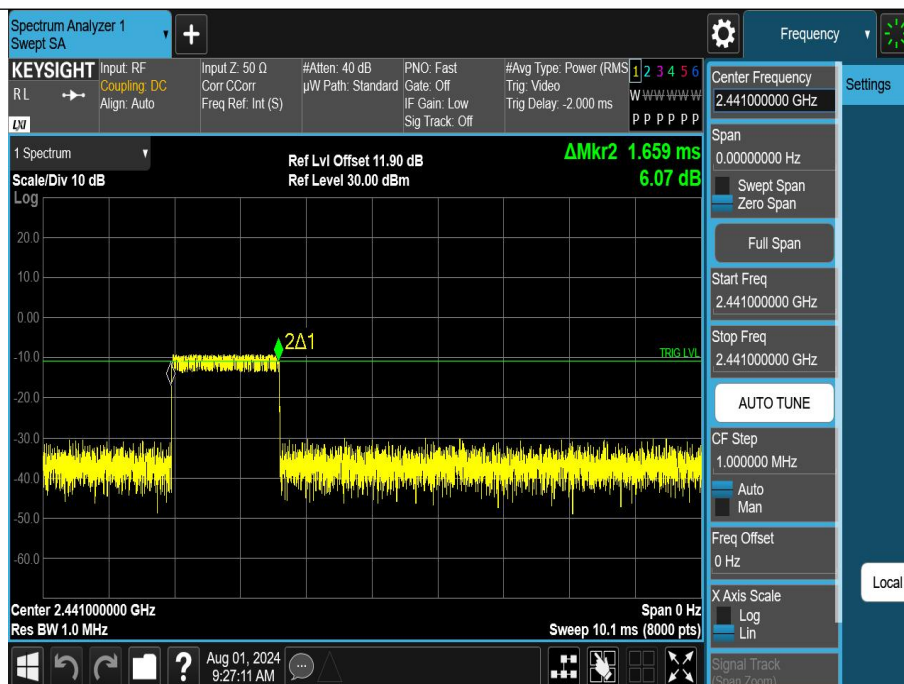 Spectrum Analyzer 1
Swept SA
+
Frequency
KEYSIGHT
RL
LXI
Input: RF
Coupling: DC
Align: Auto
Input Z: 50 Ω
Corr CCorr
Freq Ref: Int (S)
#Atten: 40 dB
µW Path: Standard
PNO: Fast
Gate: Off
IF Gain: Low
Sig Track: Off
#Avg Type: Power (RMS
Trig: Video
Trig Delay: -2.000 ms
1 2 3 4 5 6
W W W W W W
P P P P P P
1 Spectrum
Scale/Div 10 dB
Log
Ref Lvl Offset 11.90 dB
Ref Level 30.00 dBm
ΔMkr2 1.659 ms
6.07 dB
20.0
10.0
0.00
-10.0
-20.0
-30.0
-40.0
-50.0
-60.0
2Δ1
TRIG LVL
Center 2.441000000 GHz
Res BW 1.0 MHz
Span 0 Hz
Sweep 10.1 ms (8000 pts)
Center Frequency
2.441000000 GHz
Span
0.00000000 Hz
Swept Span
Zero Span
Full Span
Start Freq
2.441000000 GHz
Stop Freq
2.441000000 GHz
AUTO TUNE
CF Step
1.000000 MHz
Auto
Man
Freq Offset
0 Hz
X Axis Scale
Log
Lin
Signal Track
(Span Zoom)
Settings
Local
?
Aug 01, 2024
9:27:11 AM